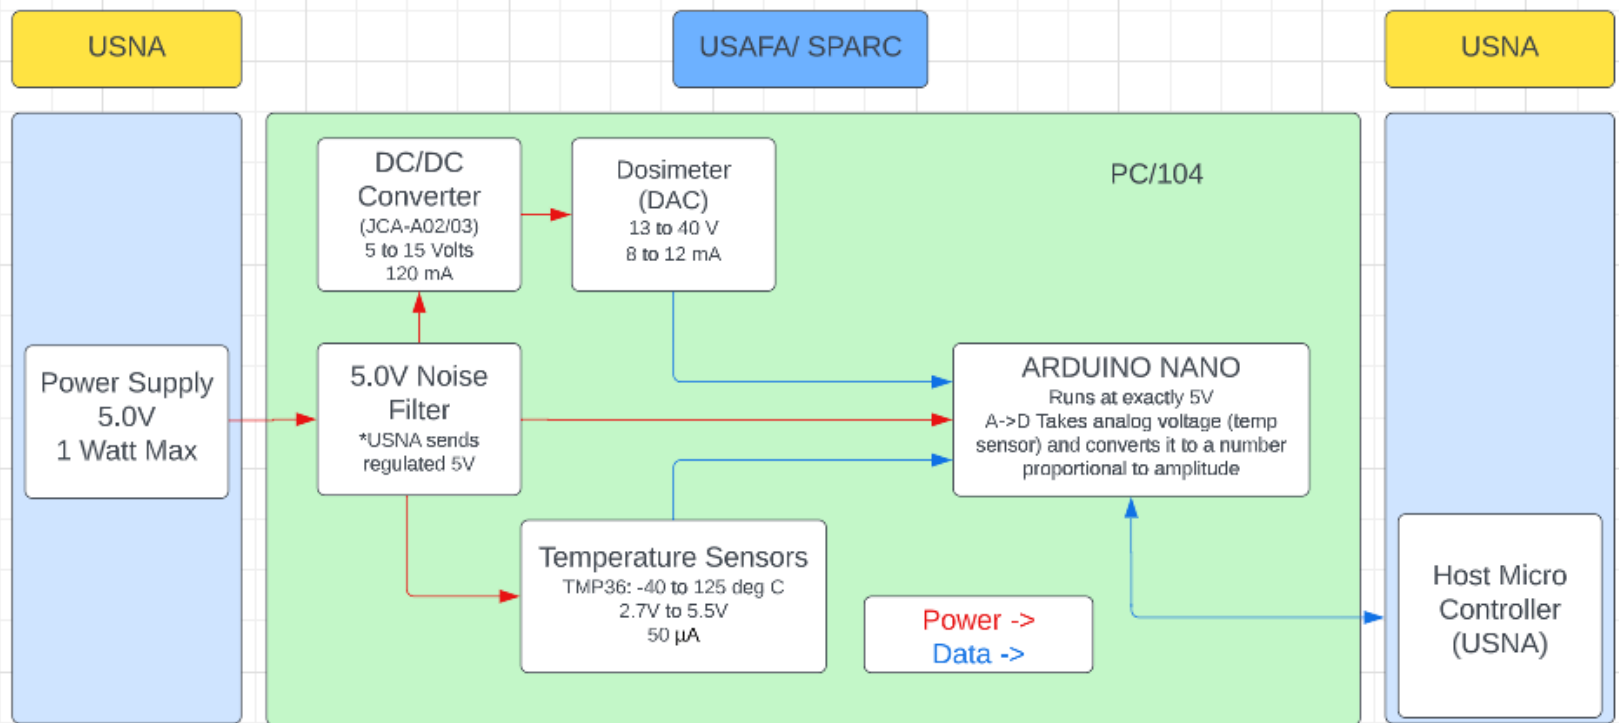 USNA
USAFA/ SPARC
USNA
DC/DC
Converter
(JCA-A02/03)
5 to 15 Volts
120 mA
Dosimeter
(DAC)
13 to 40 V
8 to 12 mA
PC/104
Power Supply
5.0V
1 Watt Max
5.0V Noise
Filter
*USNA sends
regulated 5V
ARDUINO NANO
Runs at exactly 5V
A->D Takes analog voltage (temp
sensor) and converts it to a number
proportional to amplitude
Temperature Sensors
TMP36: -40 to 125 deg C
2.7V to 5.5V
50 μA
Power ->
Data ->
Host Micro
Controller
(USNA)